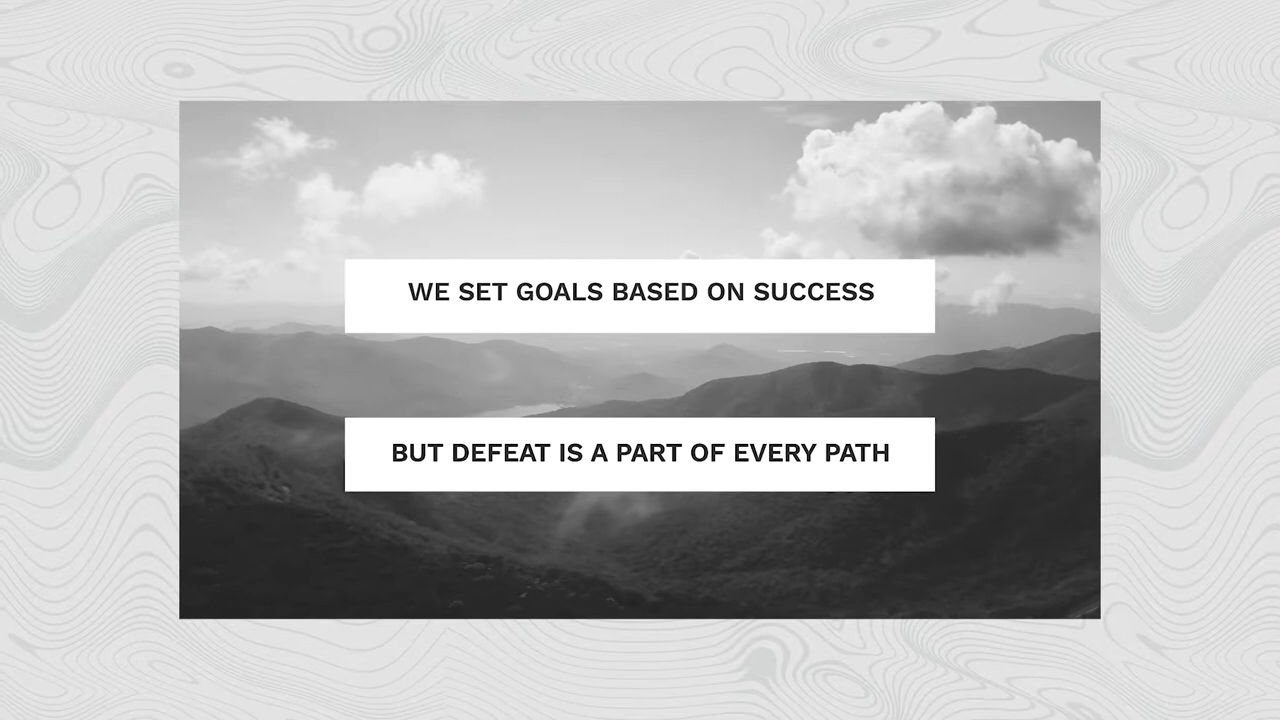 WE SET GOALS BASED ON SUCCESS
BUT DEFEAT IS A PART OF EVERY PATH